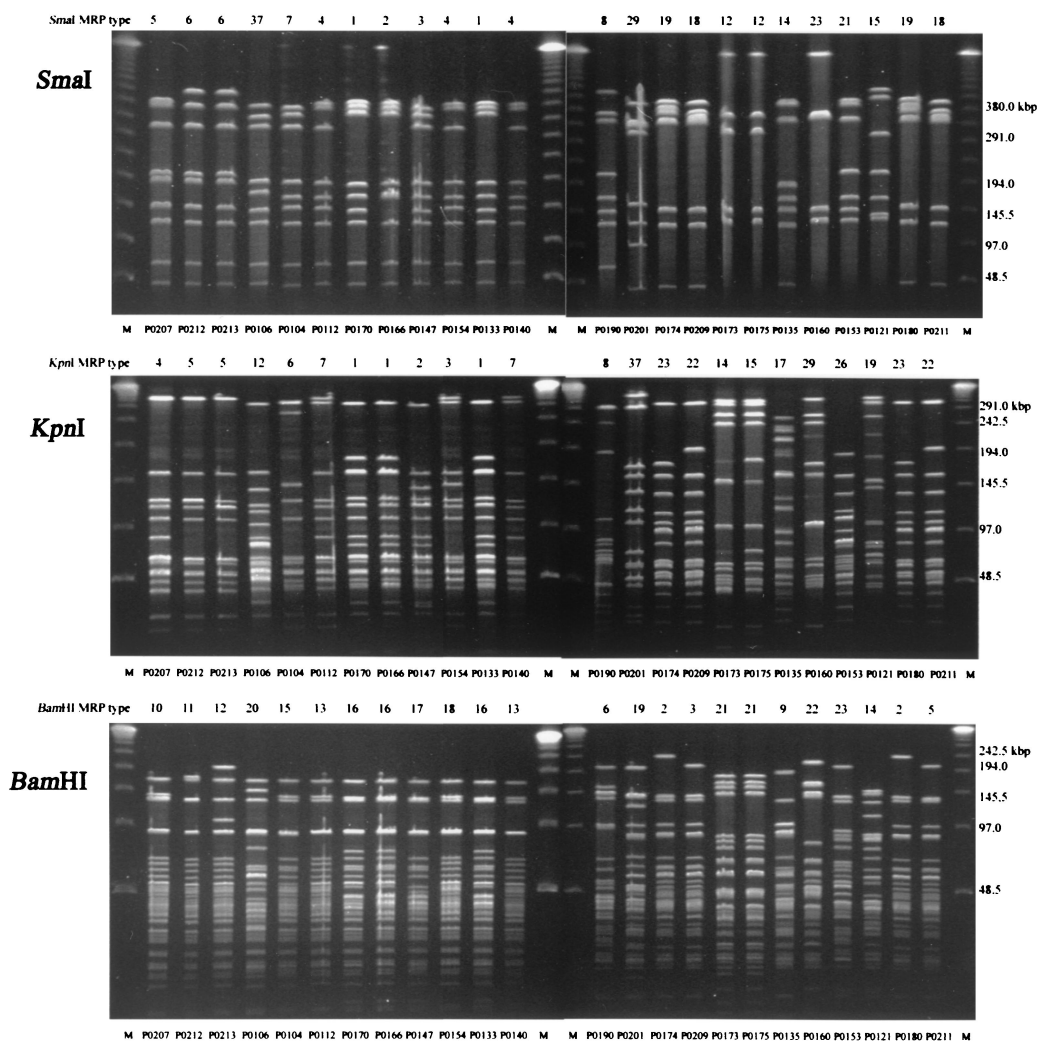 SmaI MRP type 5 6 6 37 7 4 1 2 3 4 1 4 8 29 19 18 12 12 14 23 21 15 19 18
SmaI
380.0 kbp
291.0
194.0
145.5
97.0
48.5
M P0207 P0212 P0213 P0106 P0104 P0112 P0170 P0166 P0147 P0154 P0133 P0140 M M P0190 P0201 P0174 P0209 P0173 P0175 P0135 P0160 P0153 P0121 P0180 P0211 M
KpnI MRP type 4 5 5 12 6 7 1 1 2 3 1 7 8 37 23 22 14 15 17 29 26 19 23 22
KpnI
291.0 kbp
242.5
194.0
145.5
97.0
48.5
M P0207 P0212 P0213 P0106 P0104 P0112 P0170 P0166 P0147 P0154 P0133 P0140 M M P0190 P0201 P0174 P0209 P0173 P0175 P0135 P0160 P0153 P0121 P0180 P0211 M
BamHI MRP type 10 11 12 20 15 13 16 16 17 18 16 13 6 19 2 3 21 21 9 22 23 14 2 5
BamHI
242.5 kbp
194.0
145.5
97.0
48.5
M P0207 P0212 P0213 P0106 P0104 P0112 P0170 P0166 P0147 P0154 P0133 P0140 M M P0190 P0201 P0174 P0209 P0173 P0175 P0135 P0160 P0153 P0121 P0180 P0211 M